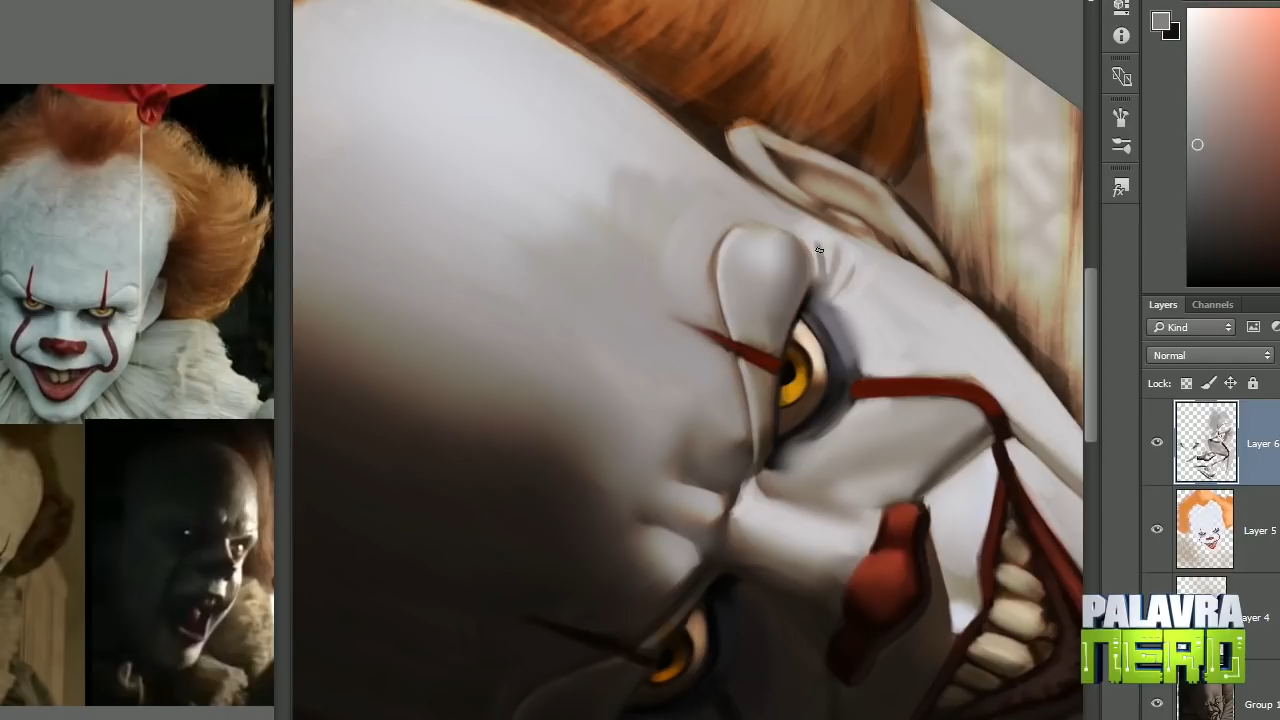 Layers Channels
Kind
Normal
Lock:
Layer 6
Layer 5
ayer 4
PALAVRA
NERD
Group 1